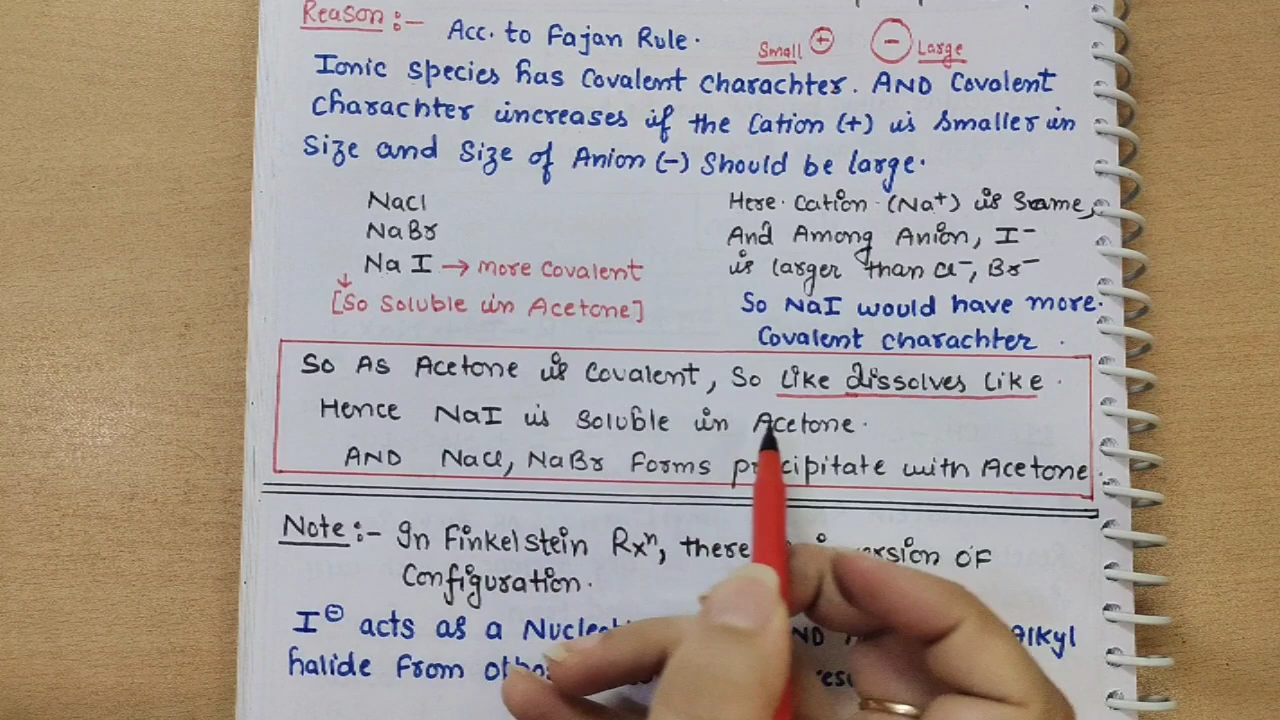 Reason :-
Acc. to Fajan Rule.
Small + - Large
Ionic species has covalent charachter. AND Covalent
Charachter increases if the Cation (+) is smaller in
Size and Size of Anion (-) Should be large.
NaCl
NaBr
NaI → more covalent
[So Soluble in Acetone]
Here Cation (Na+) is Same,
And Among Anion, I-
is larger than Cl-, Br-
So NaI would have more
Covalent charachter.
So As Acetone is Covalent, So Like dissolves Like.
Hence NaI is Soluble in Acetone.
AND NaCl, NaBr Forms precipitate with Acetone.
Note :- In Finkelstein Rxn, there OF
Configuration.
I⊖ acts as a Alkyl
halide From